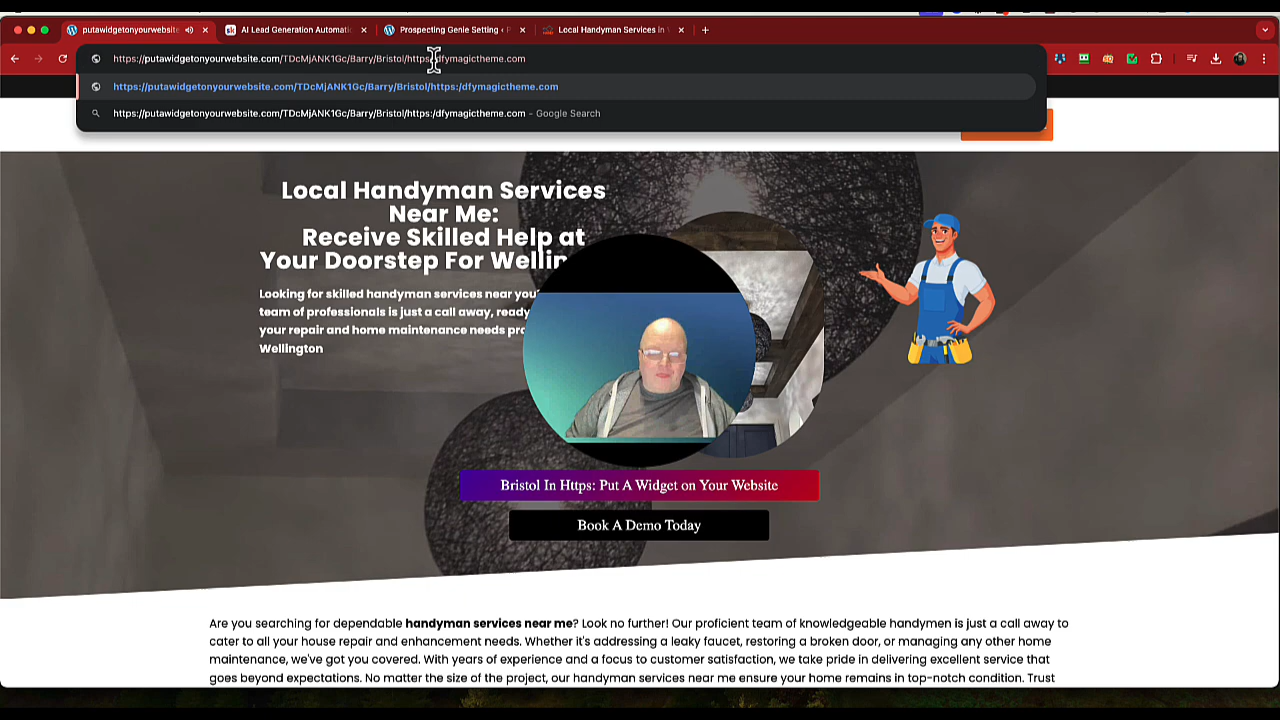 putawidgetonyourwebsite
AI Lead Generation Automati
Prospecting Genie Setting ‹ P
Local Handyman Services in
https://putawidgetonyourwebsite.com/TDcMjANK1Gc/Barry/Bristol/https:/dfymagictheme.com
https://putawidgetonyourwebsite.com/TDcMjANK1Gc/Barry/Bristol/https:/dfymagictheme.com
https://putawidgetonyourwebsite.com/TDcMjANK1Gc/Barry/Bristol/https:/dfymagictheme.com - Google Search
Local Handyman Services
Near Me:
Receive Skilled Help at
Your Doorstep For Wellin
Looking for skilled handyman services near you
team of professionals is just a call away, ready
your repair and home maintenance needs pro
Wellington
Bristol In Https: Put A Widget on Your Website
Book A Demo Today
Are you searching for dependable handyman services near me? Look no further! Our proficient team of knowledgeable handymen is just a call away to
cater to all your house repair and enhancement needs. Whether it's addressing a leaky faucet, restoring a broken door, or managing any other home
maintenance, we've got you covered. With years of experience and a focus to customer satisfaction, we take pride in delivering excellent service that
goes beyond expectations. No matter the size of the project, our handyman services near me ensure your home remains in top-notch condition. Trust